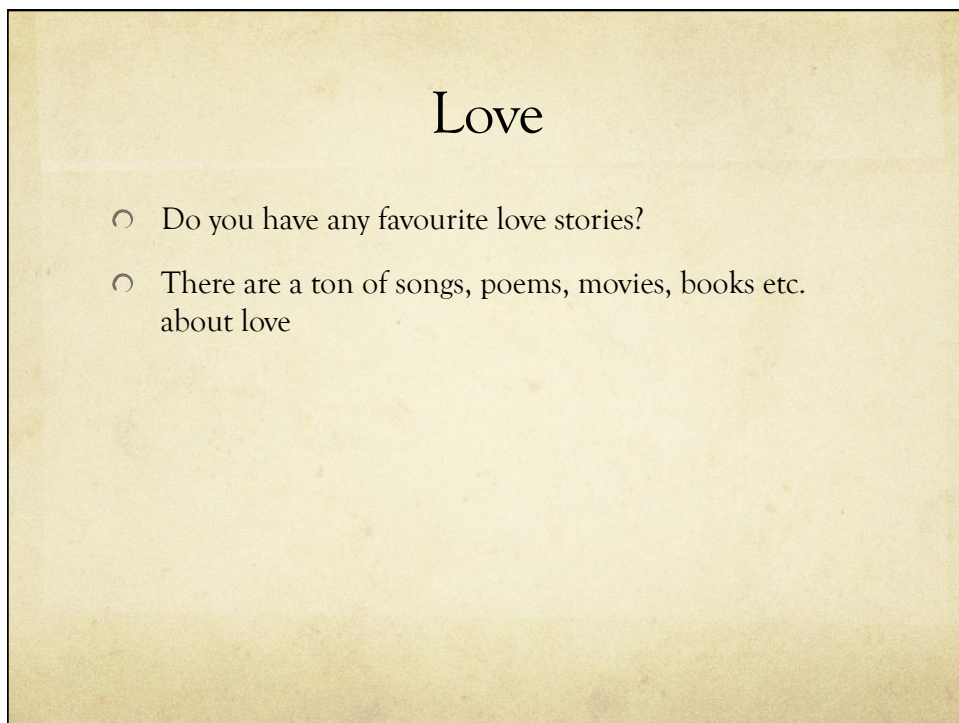 Love
Do you have any favourite love stories?
There are a ton of songs, poems, movies, books etc.
about love